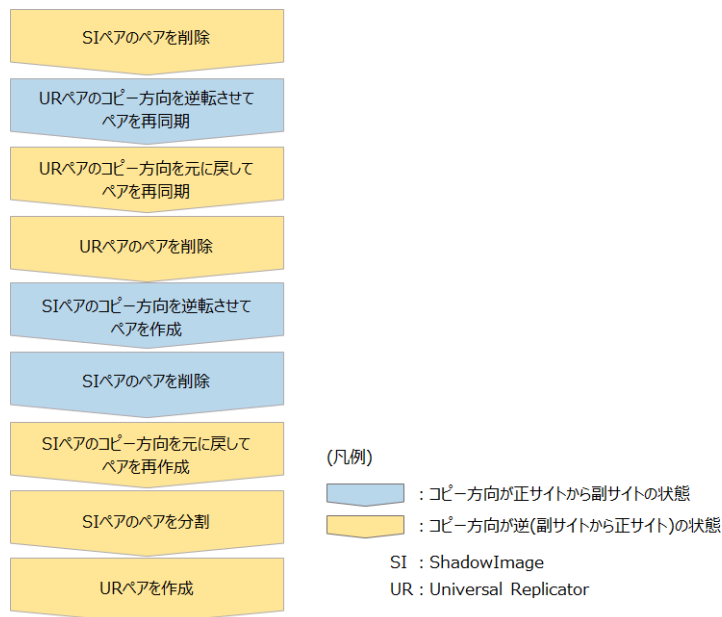 SIペアのペアを削除
URペアのコピー方向を逆転させて
ペアを再同期
URペアのコピー方向を元に戻して
ペアを再同期
URペアのペアを削除
SIペアのコピー方向を逆転させて
ペアを作成
SIペアのペアを削除
SIペアのコピー方向を元に戻して
ペアを再作成
SIペアのペアを分割
URペアを作成
(凡例)
：コピー方向が正サイトから副サイトの状態
：コピー方向が逆(副サイトから正サイト)の状態
SI ：ShadowImage
UR：Universal Replicator